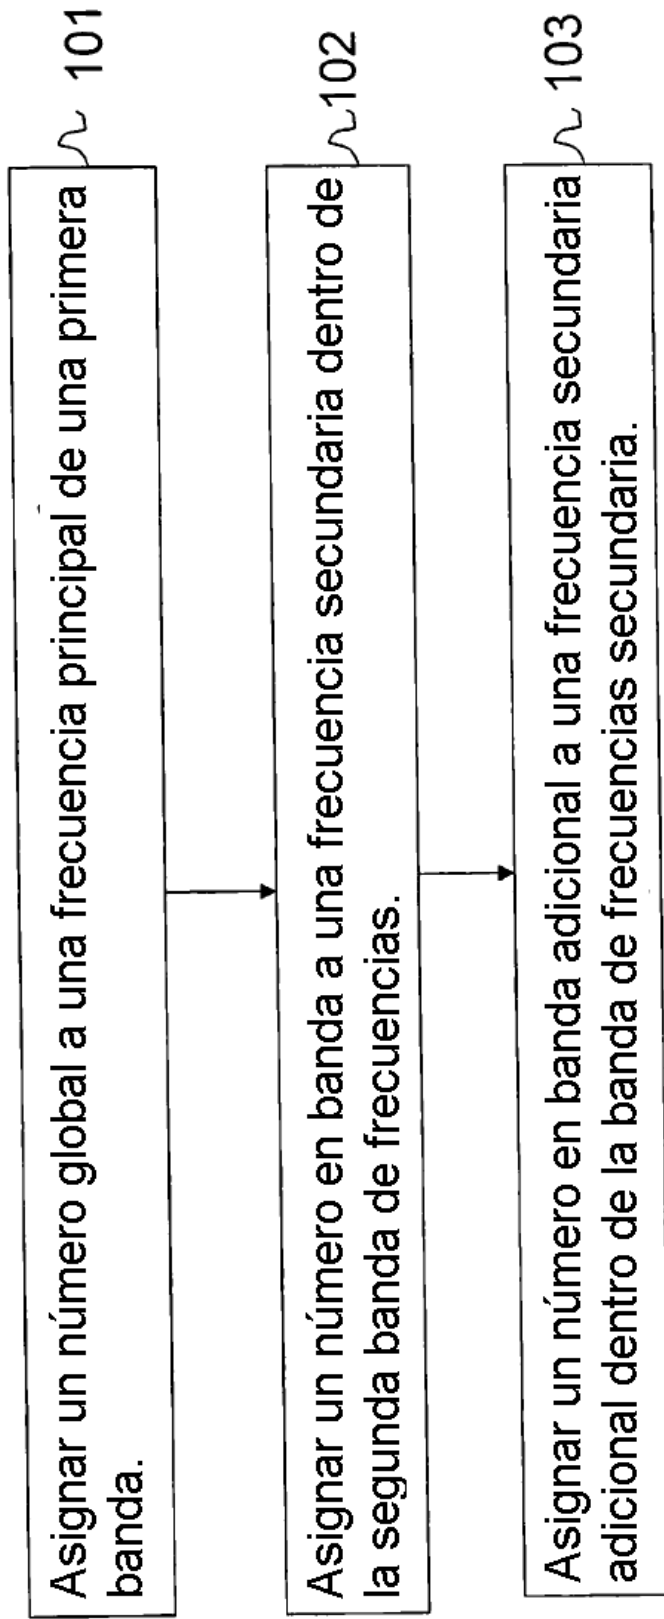 Asignar un número global a una frecuencia principal de una primera
banda.
101
Asignar un número en banda a una frecuencia secundaria dentro de
la segunda banda de frecuencias.
102
Asignar un número en banda adicional a una frecuencia secundaria
adicional dentro de la banda de frecuencias secundaria.
103